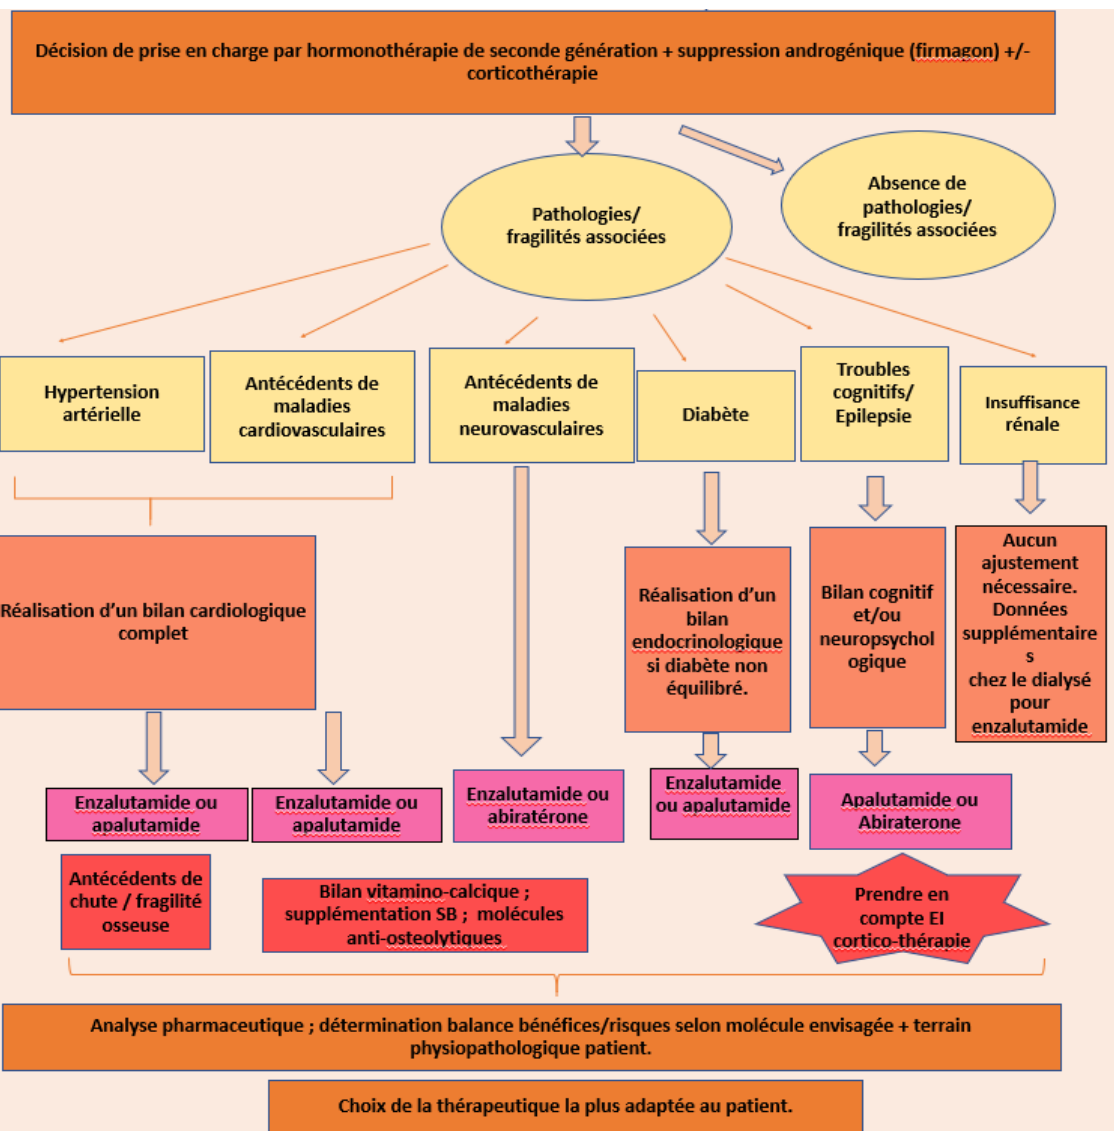 Décision de prise en charge par hormonothérapie de seconde génération + suppression androgénique (firmagon) +/-
corticothérapie
Pathologies/
fragilités associées
Absence de
pathologies/
fragilités associées
Hypertension
artérielle
Antécédents de
maladies
cardiovasculaires
Antécédents de
maladies
neurovasculaires
Diabète
Troubles
cognitifs/
Epilepsie
Insuffisance
rénale
Réalisation d’un bilan cardiologique
complet
Réalisation d’un
bilan
endocrinologique
si diabète non
équilibré.
Bilan cognitif
et/ou
neuropsychol
ogique
Aucun
ajustement
nécessaire.
Données
supplémentaire
s
chez le dialysé
pour
enzalutamide
Enzalutamide ou
apalutamide
Enzalutamide ou
apalutamide
Enzalutamide ou
abiratérone
Enzalutamide
ou apalutamide
Apalutamide ou
Abiraterone
Antécédents de
chute / fragilité
osseuse
Bilan vitamino-calcique ;
supplémentation SB ; molécules
anti-osteolytiques
Prendre en
compte EI
cortico-thérapie
Analyse pharmaceutique ; détermination balance bénéfices/risques selon molécule envisagée + terrain
physiopathologique patient.
Choix de la thérapeutique la plus adaptée au patient.